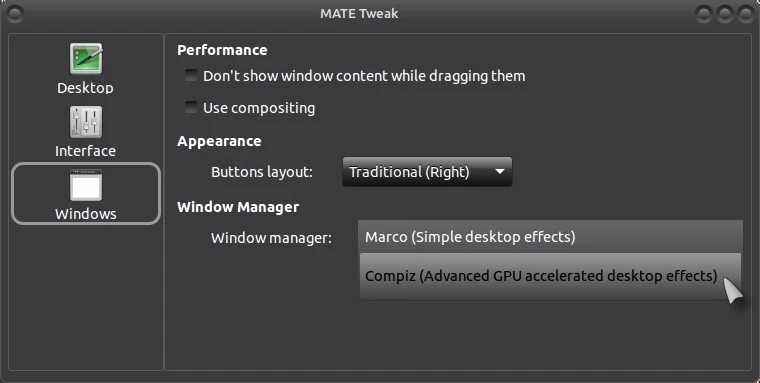 MATE Tweak
Desktop
Interface
Windows
Performance
Don't show window content while dragging them
Use compositing
Appearance
Buttons layout: Traditional (Right)
Window Manager
Window manager: Marco (Simple desktop effects)
Compiz (Advanced GPU accelerated desktop effects)